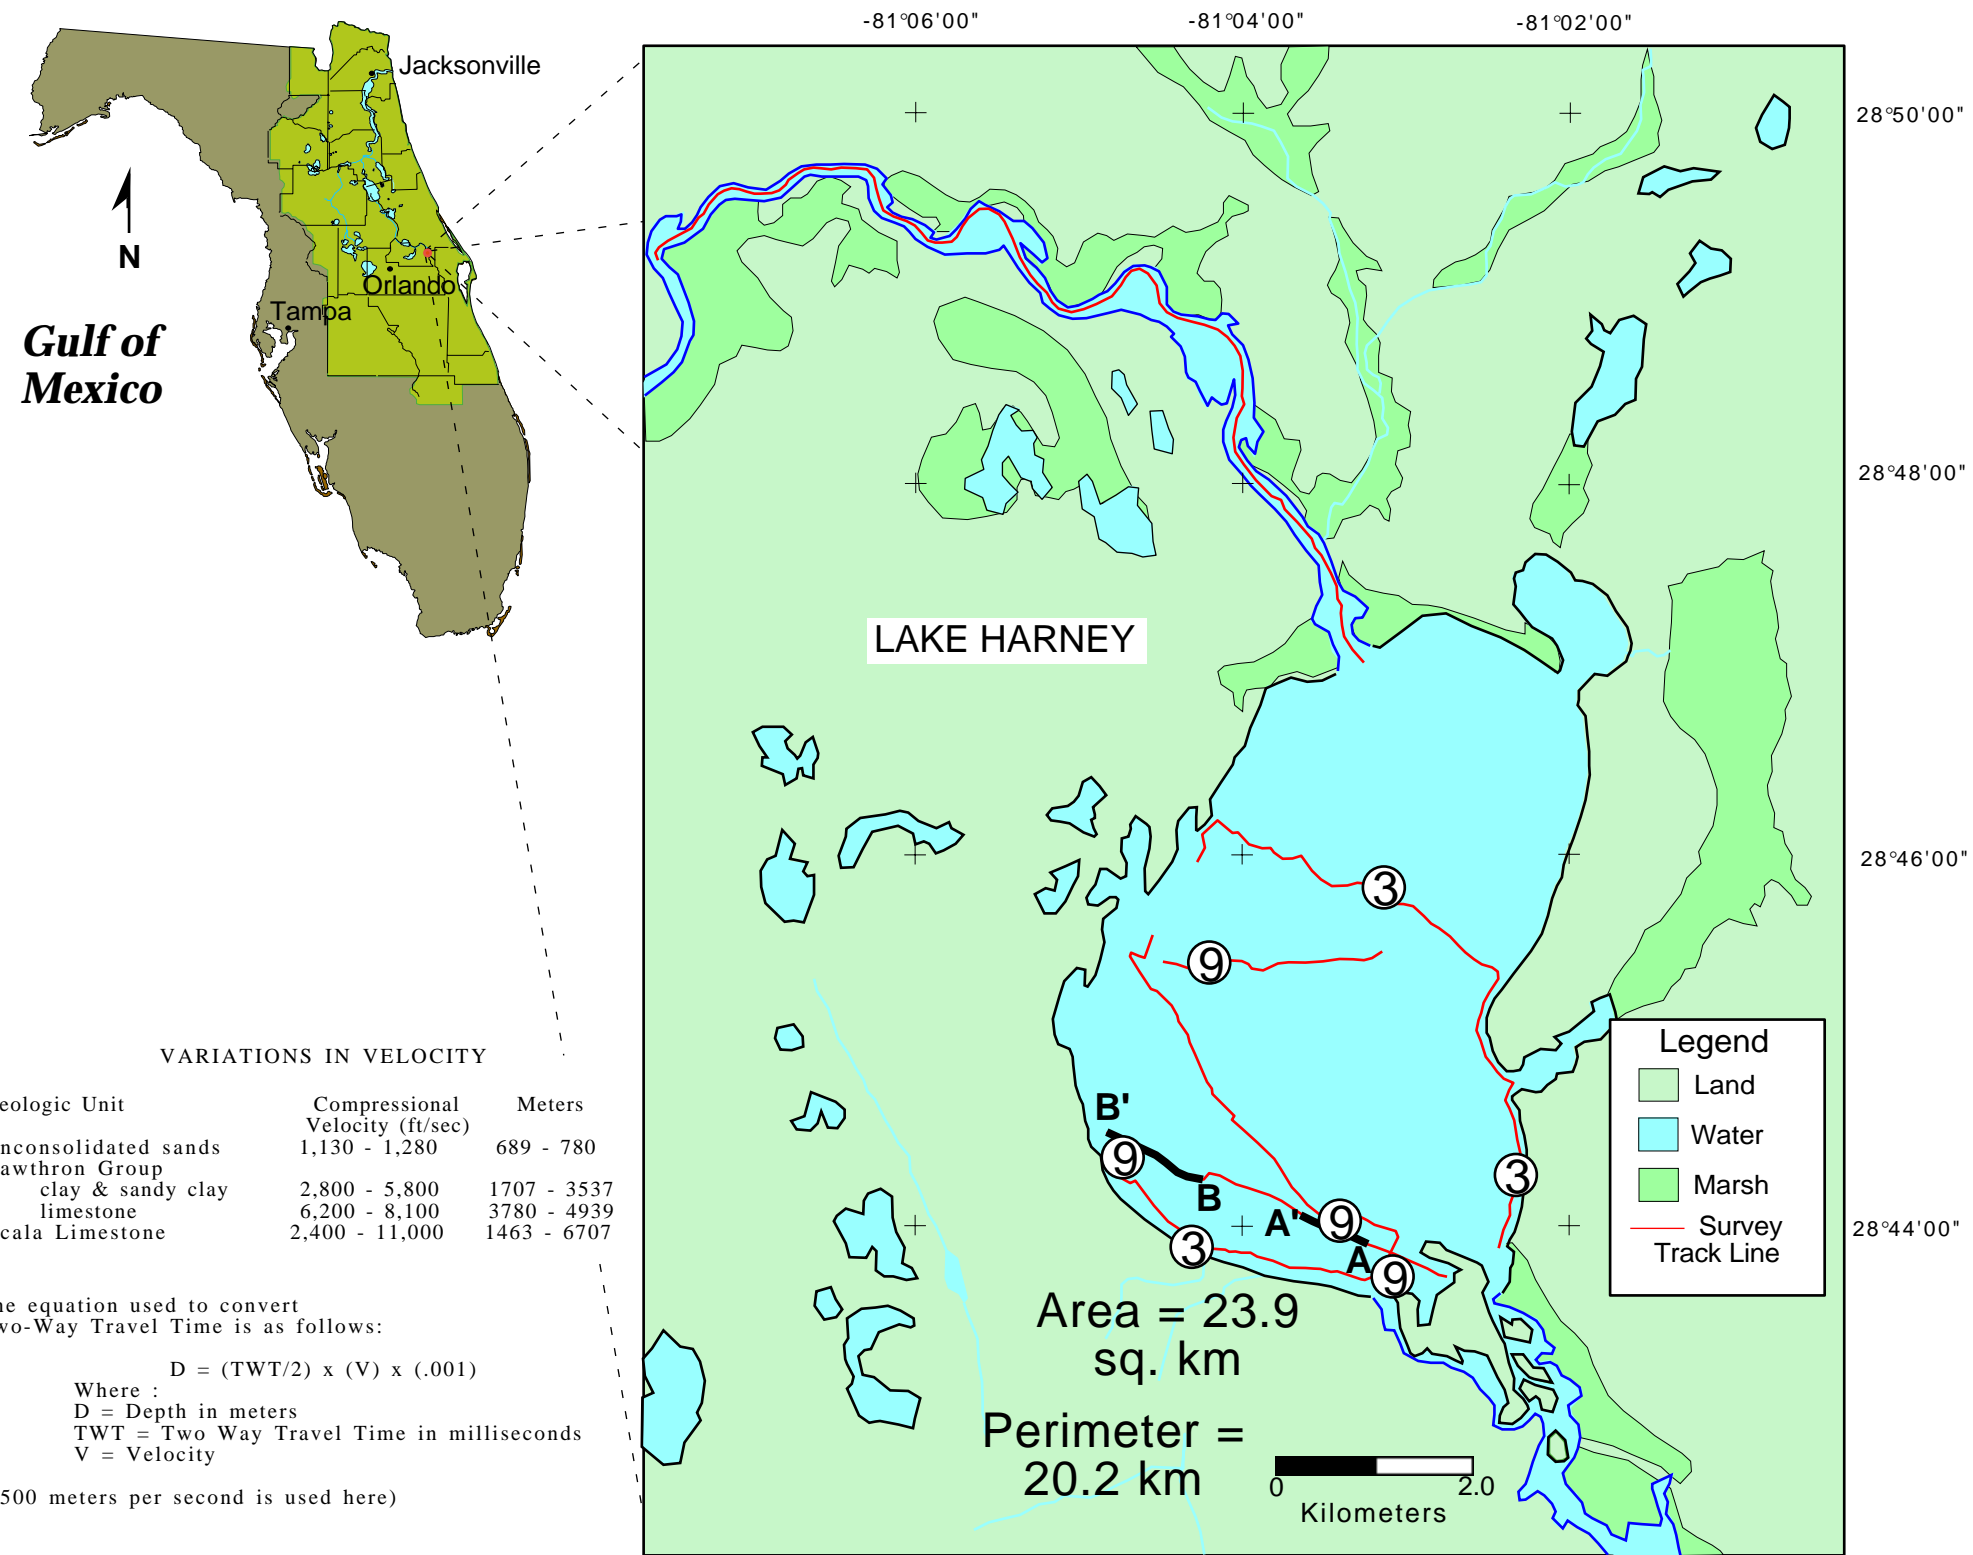 -81°06'00"
-81°04'00"
-81°02'00"
Jacksonville
28°50'00"
N
Orlando
Tampa
Gulf of
Mexico
28°48'00"
LAKE HARNEY
28°46'00"
3
9
Legend
Land
Water
Marsh
Survey
Track Line
B'
9
B
3
A'
9
A
9
3
28°44'00"
VARIATIONS IN VELOCITY
eologic Unit
Compressional
Velocity (ft/sec)
Meters
nconsolidated sands 1,130 - 1,280 689 - 780
awthron Group
clay & sandy clay 2,800 - 5,800 1707 - 3537
limestone 6,200 - 8,100 3780 - 4939
cala Limestone 2,400 - 11,000 1463 - 6707
he equation used to convert
wo-Way Travel Time is as follows:
D = (TWT/2) x (V) x (.001)
Where :
D = Depth in meters
TWT = Two Way Travel Time in milliseconds
V = Velocity
500 meters per second is used here)
Area = 23.9
sq. km
Perimeter =
20.2 km
0 2.0
Kilometers